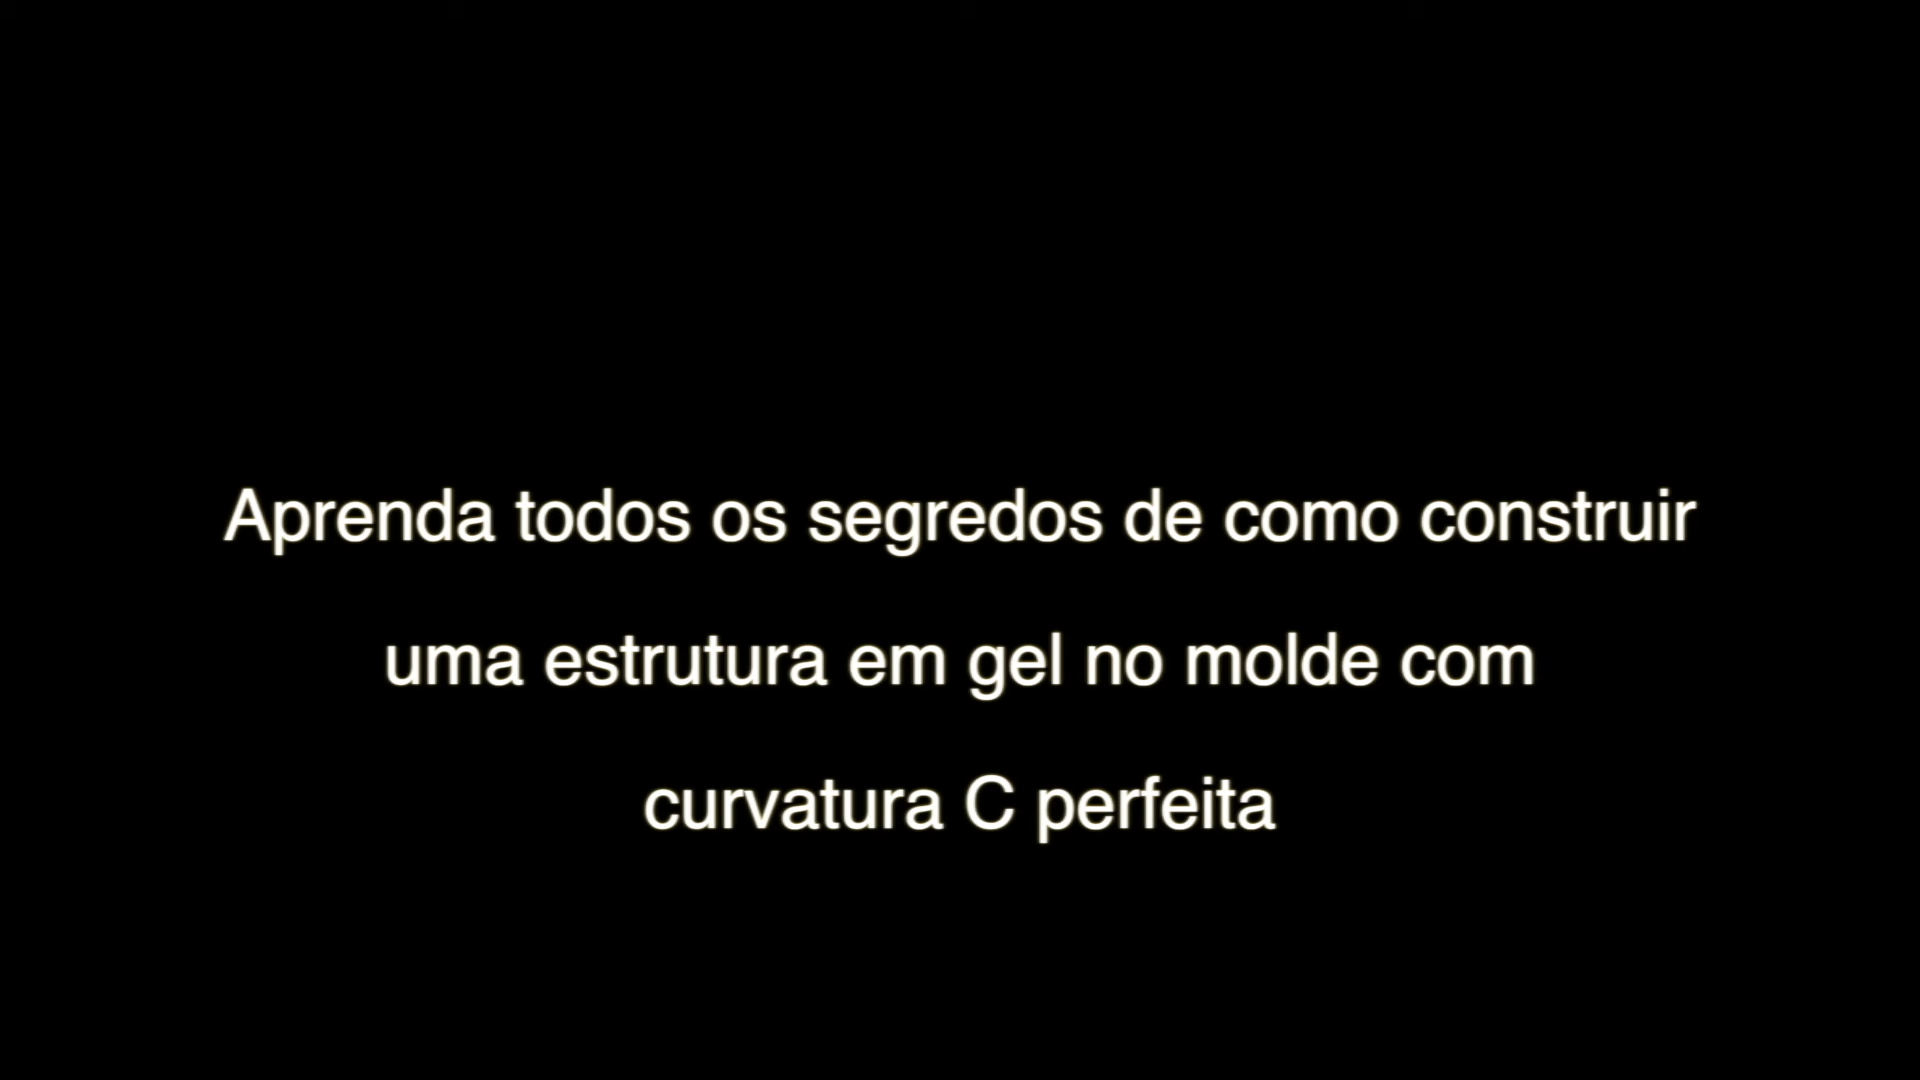 Aprenda todos os segredos de como construir
uma estrutura em gel no molde com
curvatura C perfeita